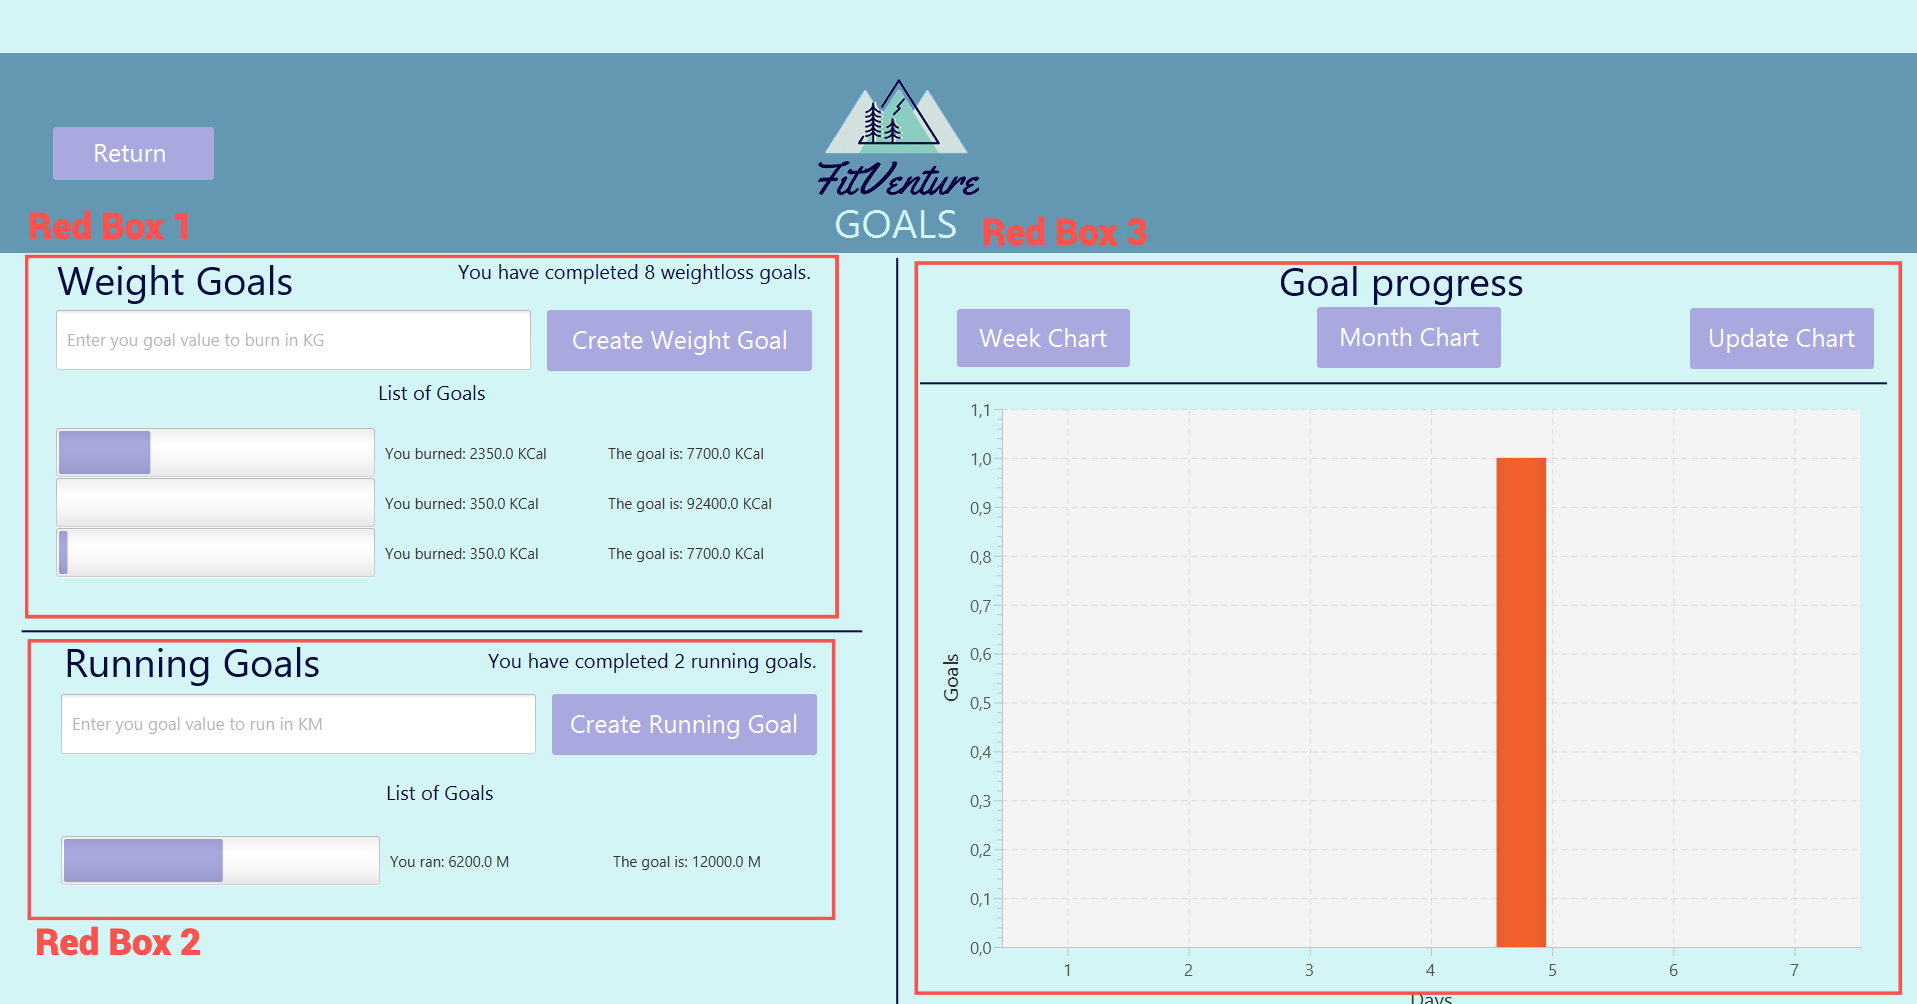 Return
FitVenture
GOALS
Red Box 1
Red Box 3
Weight Goals
You have completed 8 weightloss goals.
Enter you goal value to burn in KG
Create Weight Goal
List of Goals
You burned: 2350.0 KCal
The goal is: 7700.0 KCal
You burned: 350.0 KCal
The goal is: 92400.0 KCal
You burned: 350.0 KCal
The goal is: 7700.0 KCal
Running Goals
You have completed 2 running goals.
Enter you goal value to run in KM
Create Running Goal
List of Goals
You ran: 6200.0 M
The goal is: 12000.0 M
Red Box 2
Goal progress
Week Chart
Month Chart
Update Chart
1,1
1,0
0,9
0,8
0,7
0,6
0,5
0,4
0,3
0,2
0,1
0,0
Goals
1 2 3 4 5 6 7
Days